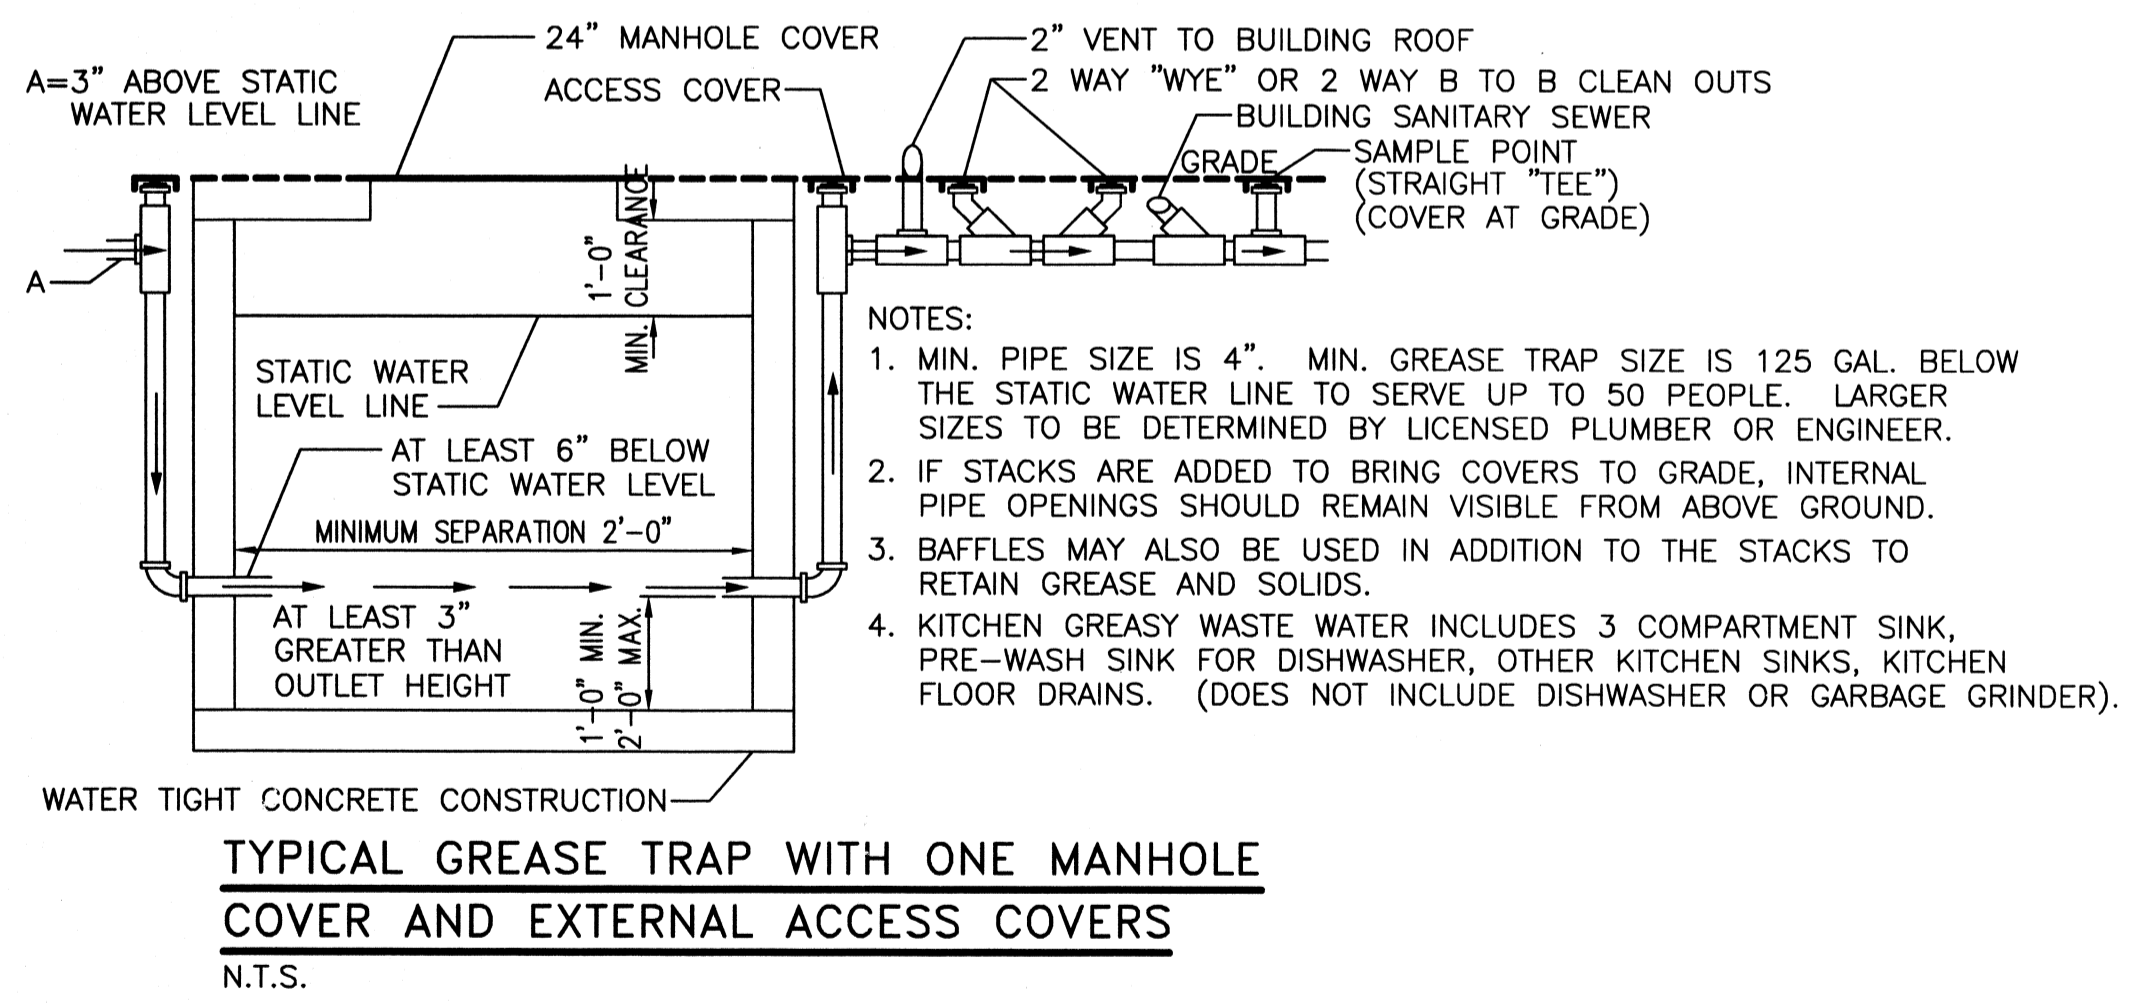 24" MANHOLE COVER
A=3" ABOVE STATIC
WATER LEVEL LINE
ACCESS COVER
2" VENT TO BUILDING ROOF
2 WAY "WYE" OR 2 WAY B TO B CLEAN OUTS
BUILDING SANITARY SEWER
GRADE
SAMPLE POINT
(STRAIGHT "TEE")
(COVER AT GRADE)
A
1'-0"
MIN. CLEARANCE
STATIC WATER
LEVEL LINE
AT LEAST 6" BELOW
STATIC WATER LEVEL
MINIMUM SEPARATION 2'-0"
AT LEAST 3"
GREATER THAN
OUTLET HEIGHT
1'-0" MIN.
2'-0" MAX.
WATER TIGHT CONCRETE CONSTRUCTION
NOTES:
1. MIN. PIPE SIZE IS 4". MIN. GREASE TRAP SIZE IS 125 GAL. BELOW
THE STATIC WATER LINE TO SERVE UP TO 50 PEOPLE. LARGER
SIZES TO BE DETERMINED BY LICENSED PLUMBER OR ENGINEER.
2. IF STACKS ARE ADDED TO BRING COVERS TO GRADE, INTERNAL
PIPE OPENINGS SHOULD REMAIN VISIBLE FROM ABOVE GROUND.
3. BAFFLES MAY ALSO BE USED IN ADDITION TO THE STACKS TO
RETAIN GREASE AND SOLIDS.
4. KITCHEN GREASY WASTE WATER INCLUDES 3 COMPARTMENT SINK,
PRE-WASH SINK FOR DISHWASHER, OTHER KITCHEN SINKS, KITCHEN
FLOOR DRAINS. (DOES NOT INCLUDE DISHWASHER OR GARBAGE GRINDER).
TYPICAL GREASE TRAP WITH ONE MANHOLE
COVER AND EXTERNAL ACCESS COVERS
N.T.S.